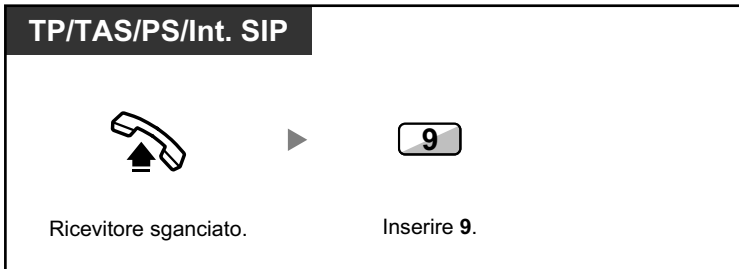 TP/TAS/PS/Int. SIP
9
Ricevitore sganciato.
Inserire 9.